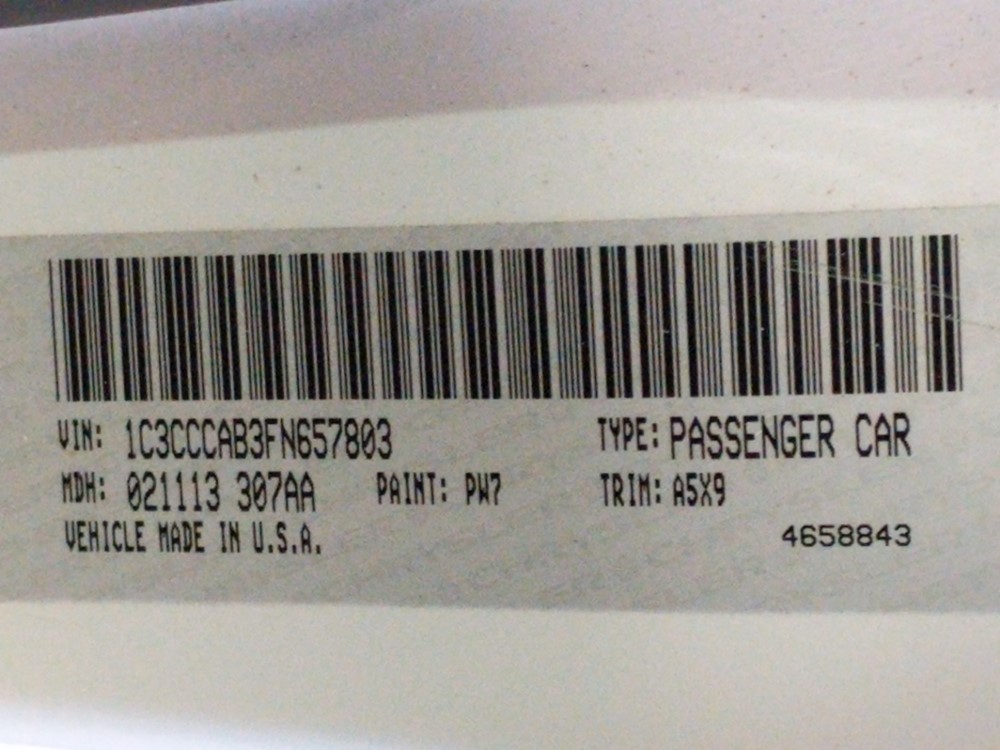 VIN: 1C3CCCAB3FN657803 TYPE: PASSENGER CAR
MDH: 021113 307AA PAINT: PW7 TRIM: A5X9
VEHICLE MADE IN U.S.A. 4658843